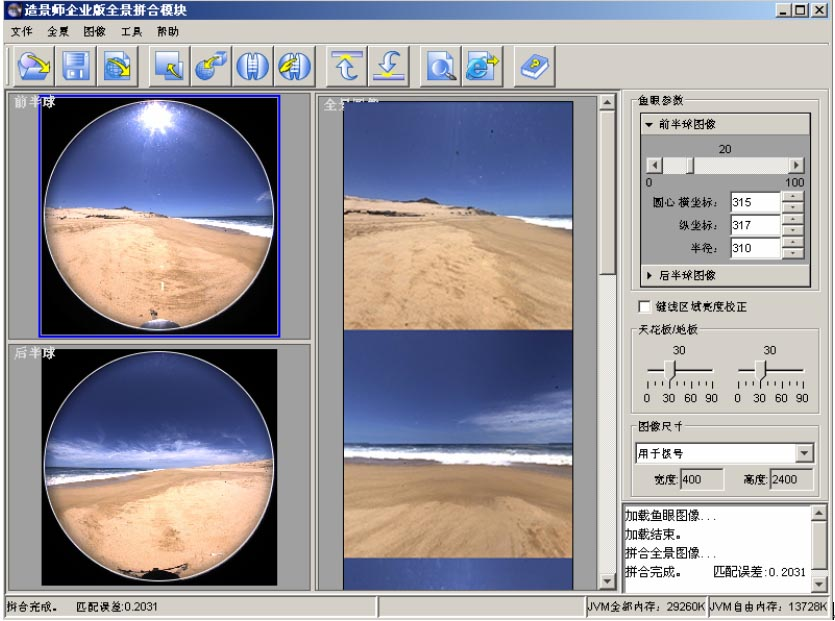 造景师企业版全景拼合模块
文件 全景 图像 工具 帮助
前半球
全景图像
后半球
鱼眼参数
前半球图像
20
0 100
圆心 横坐标: 315
纵坐标: 317
半径: 310
后半球图像
缝线区域亮度校正
天花板/地板
30 30
0 30 60 90 0 30 60 90
图像尺寸
用于拨号
宽度: 400 高度: 2400
加载鱼眼图像...
加载结束。
拼合全景图像...
拼合完成。 匹配误差:0.2031
拼合完成。 匹配误差:0.2031
JVM全部内存: 29260K
JVM自由内存: 13728K